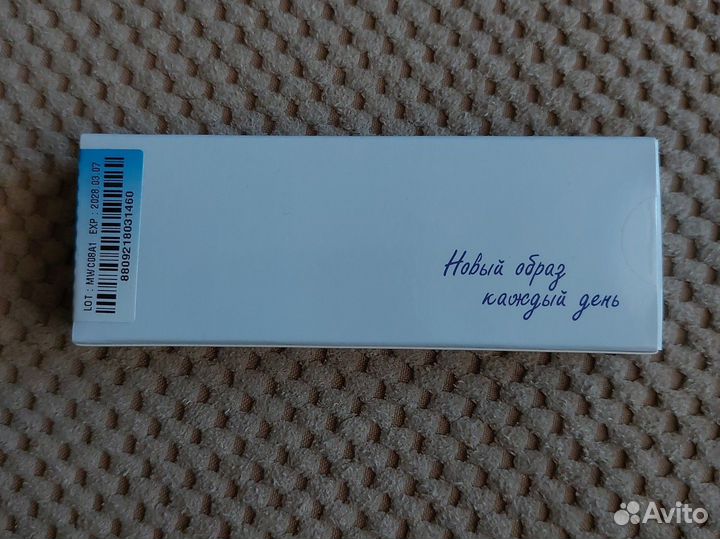 LOT : MWC08A1 EXP : 2028.03.07
8809218031460
Новый образ
каждый день
Avito